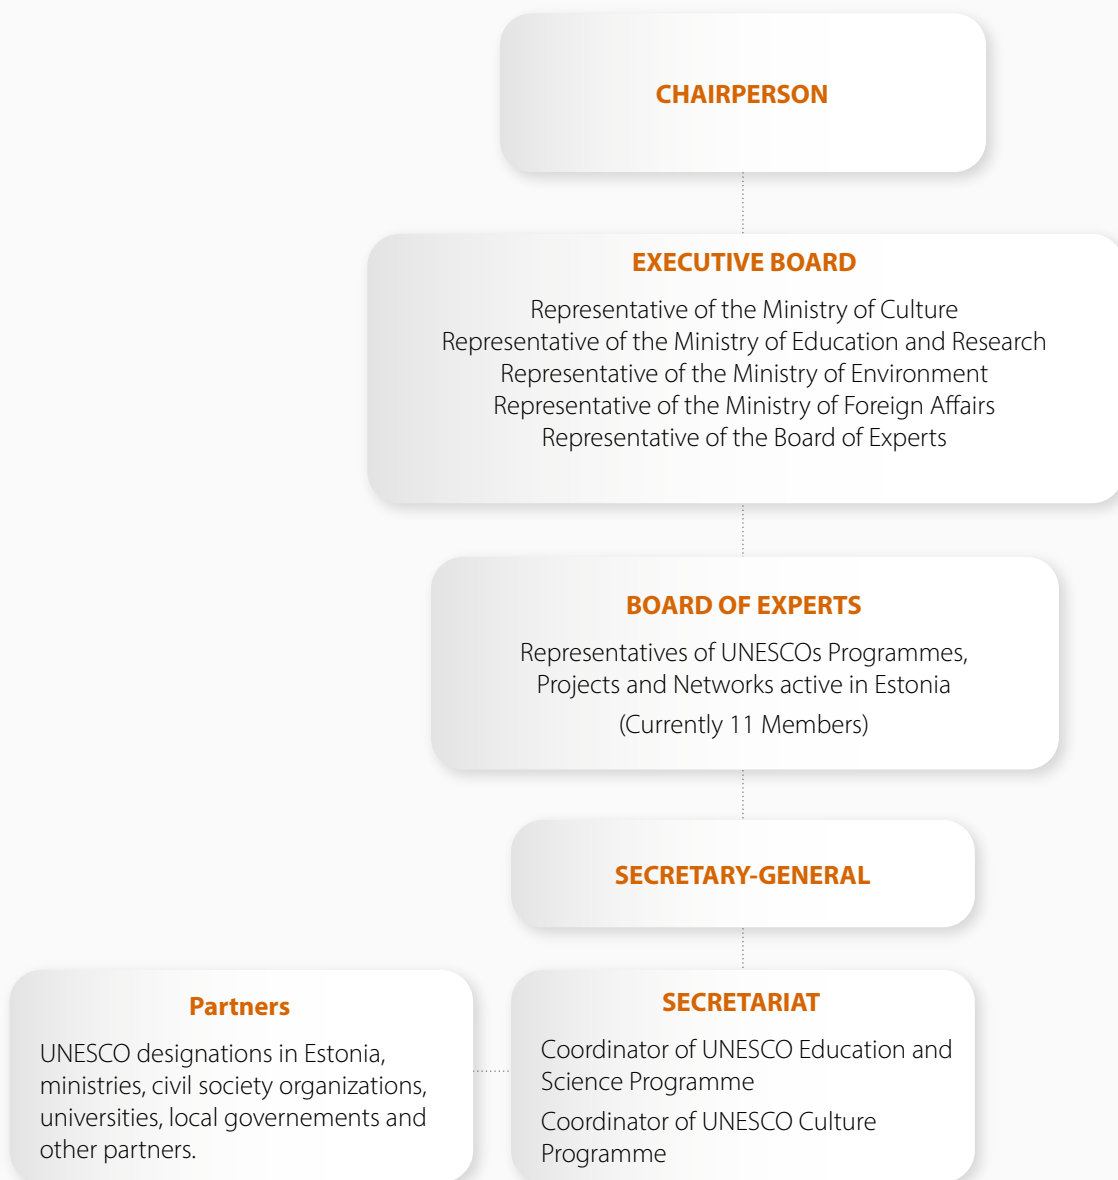 CHAIRPERSON
EXECUTIVE BOARD
Representative of the Ministry of Culture
Representative of the Ministry of Education and Research
Representative of the Ministry of Environment
Representative of the Ministry of Foreign Affairs
Representative of the Board of Experts
BOARD OF EXPERTS
Representatives of UNESCOs Programmes,
Projects and Networks active in Estonia
(Currently 11 Members)
SECRETARY-GENERAL
Partners
UNESCO designations in Estonia,
ministries, civil society organizations,
universities, local governements and
other partners.
SECRETARIAT
Coordinator of UNESCO Education and
Science Programme
Coordinator of UNESCO Culture
Programme